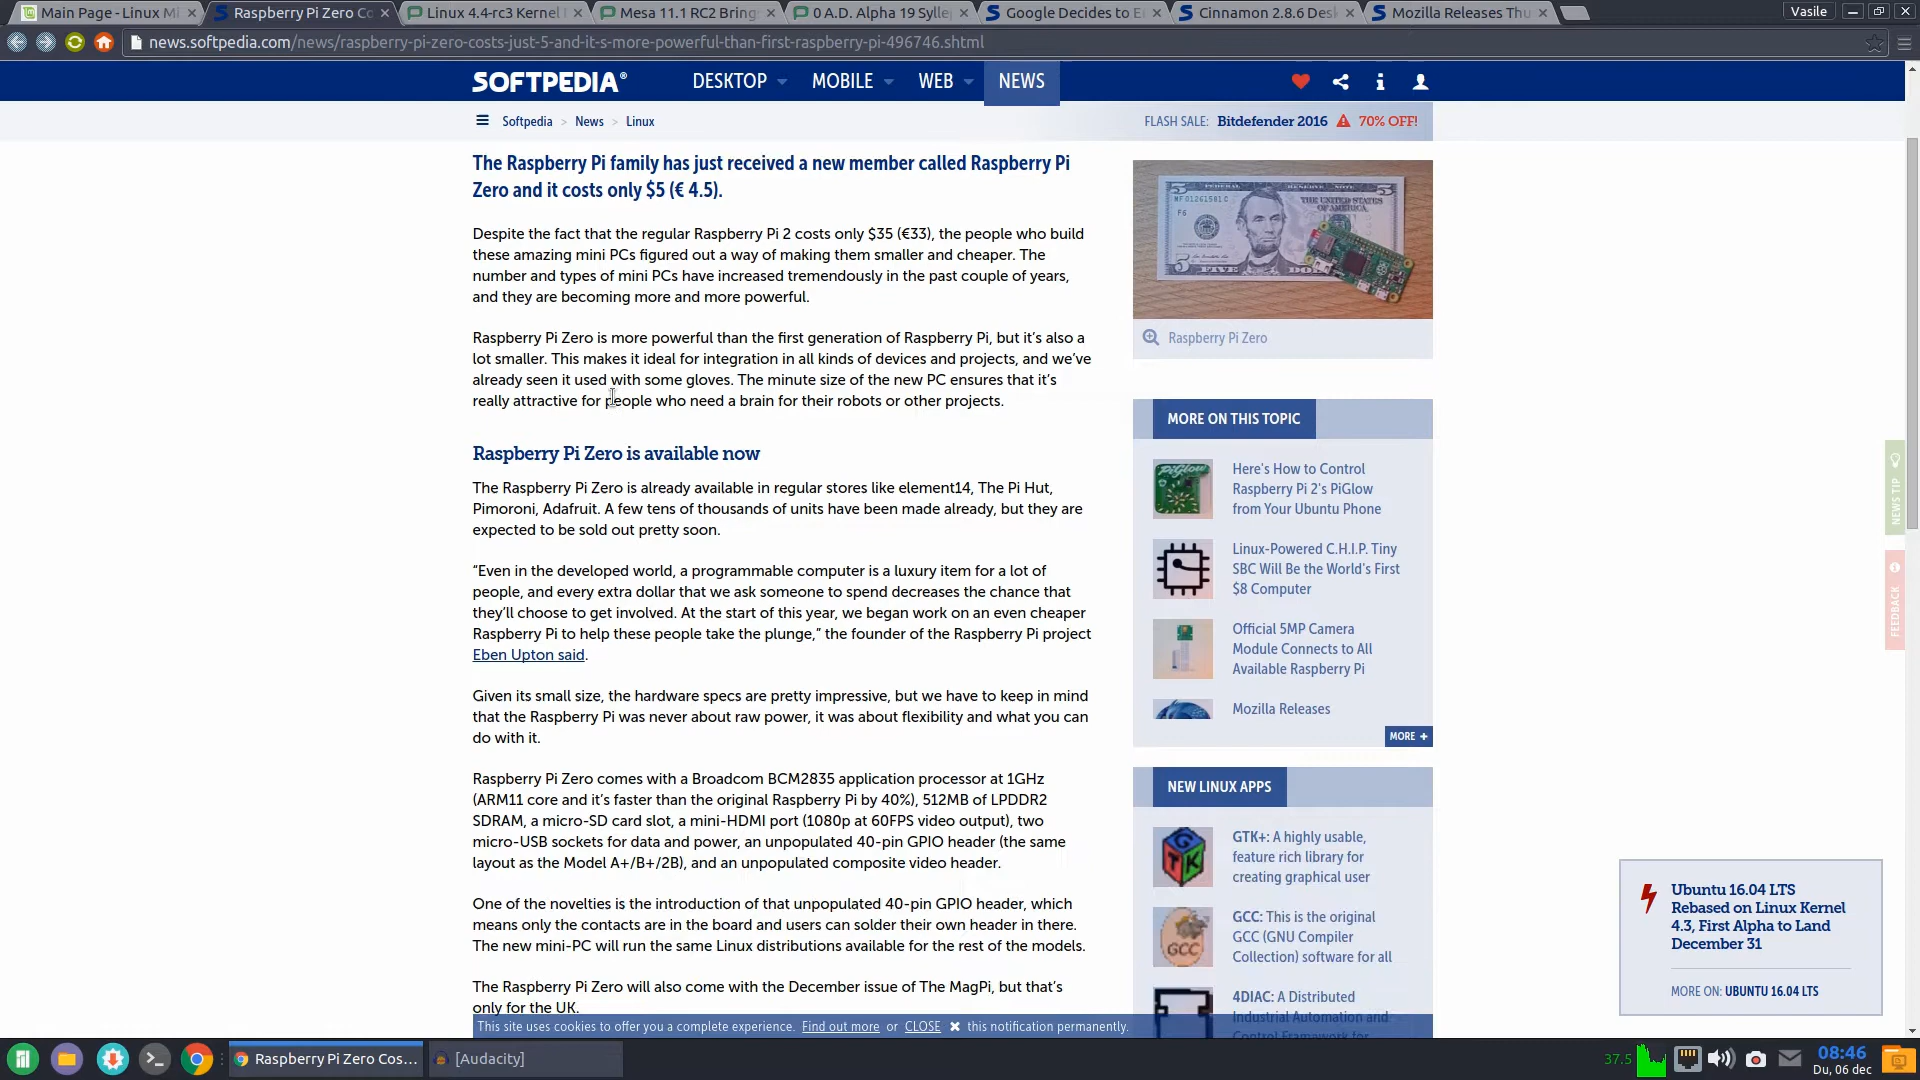 Main Page - Linux Mi
Raspberry Pi Zero Co
Linux 4.4-rc3 Kernel
Mesa 11.1 RC2 Bring
0 A.D. Alpha 19 Sylle
Google Decides to E
Cinnamon 2.8.6 Desk
Mozilla Releases Thu
Vasile
news.softpedia.com/news/raspberry-pi-zero-costs-just-5-and-it-s-more-powerful-than-first-raspberry-pi-496746.shtml
SOFTPEDIA®
DESKTOP
MOBILE
WEB
NEWS
Softpedia > News > Linux
FLASH SALE: Bitdefender 2016 70% OFF!
The Raspberry Pi family has just received a new member called Raspberry Pi
Zero and it costs only $5 (€ 4.5).
Despite the fact that the regular Raspberry Pi 2 costs only $35 (€33), the people who build
these amazing mini PCs figured out a way of making them smaller and cheaper. The
number and types of mini PCs have increased tremendously in the past couple of years,
and they are becoming more and more powerful.
Raspberry Pi Zero is more powerful than the first generation of Raspberry Pi, but it's also a
lot smaller. This makes it ideal for integration in all kinds of devices and projects, and we've
already seen it used with some gloves. The minute size of the new PC ensures that it's
really attractive for people who need a brain for their robots or other projects.
Raspberry Pi Zero is available now
The Raspberry Pi Zero is already available in regular stores like element14, The Pi Hut,
Pimoroni, Adafruit. A few tens of thousands of units have been made already, but they are
expected to be sold out pretty soon.
“Even in the developed world, a programmable computer is a luxury item for a lot of
people, and every extra dollar that we ask someone to spend decreases the chance that
they'll choose to get involved. At the start of this year, we began work on an even cheaper
Raspberry Pi to help these people take the plunge,” the founder of the Raspberry Pi project
Eben Upton said.
Given its small size, the hardware specs are pretty impressive, but we have to keep in mind
that the Raspberry Pi was never about raw power, it was about flexibility and what you can
do with it.
Raspberry Pi Zero comes with a Broadcom BCM2835 application processor at 1GHz
(ARM11 core and it's faster than the original Raspberry Pi by 40%), 512MB of LPDDR2
SDRAM, a micro-SD card slot, a mini-HDMI port (1080p at 60FPS video output), two
micro-USB sockets for data and power, an unpopulated 40-pin GPIO header (the same
layout as the Model A+/B+/2B), and an unpopulated composite video header.
One of the novelties is the introduction of that unpopulated 40-pin GPIO header, which
means only the contacts are in the board and users can solder their own header in there.
The new mini-PC will run the same Linux distributions available for the rest of the models.
The Raspberry Pi Zero will also come with the December issue of The MagPi, but that's
only for the UK.
THE UNITED STATES
OF AMERICA
FIVE
Raspberry Pi Zero
MORE ON THIS TOPIC
PiGlow
Here's How to Control
Raspberry Pi 2's PiGlow
from Your Ubuntu Phone
Linux-Powered C.H.I.P. Tiny
SBC Will Be the World's First
$8 Computer
Official 5MP Camera
Module Connects to All
Available Raspberry Pi
Mozilla Releases
MORE +
NEW LINUX APPS
GTK
GTK+: A highly usable,
feature rich library for
creating graphical user
GCC
GCC: This is the original
GCC (GNU Compiler
Collection) software for all
4DIAC: A Distributed
Industrial Automation and
Control Framework for
NEWS TIP
FEEDBACK
Ubuntu 16.04 LTS
Rebased on Linux Kernel
4.3, First Alpha to Land
December 31
MORE ON: UBUNTU 16.04 LTS
This site uses cookies to offer you a complete experience. Find out more or CLOSE ✖ this notification permanently.
Raspberry Pi Zero Cos...
[Audacity]
37.5
08:46
Du, 06 dec